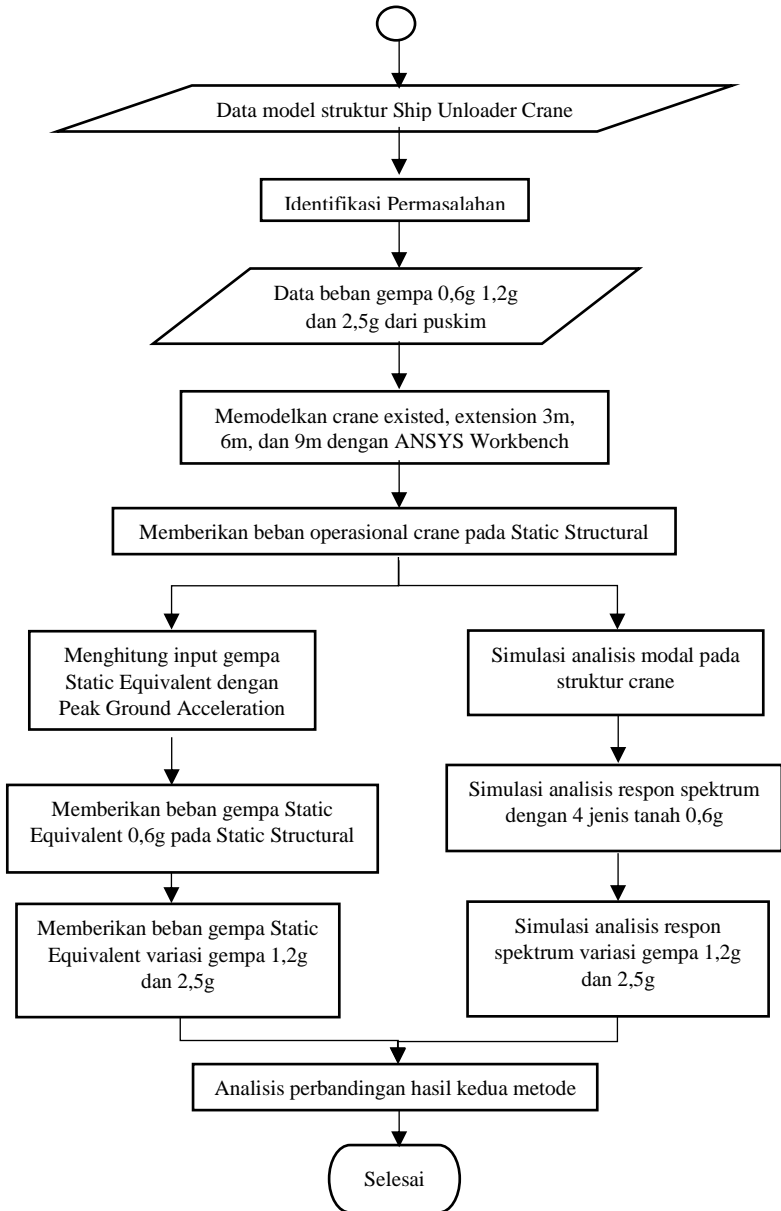 Data model struktur Ship Unloader Crane
Identifikasi Permasalahan
Data beban gempa 0,6g 1,2g
dan 2,5g dari puskim
Memodelkan crane existed, extension 3m,
6m, dan 9m dengan ANSYS Workbench
Memberikan beban operasional crane pada Static Structural
Menghitung input gempa
Static Equivalent dengan
Peak Ground Acceleration
Memberikan beban gempa Static
Equivalent 0,6g pada Static Structural
Memberikan beban gempa Static
Equivalent variasi gempa 1,2g
dan 2,5g
Simulasi analisis modal pada
struktur crane
Simulasi analisis respon spektrum
dengan 4 jenis tanah 0,6g
Simulasi analisis respon
spektrum variasi gempa 1,2g
dan 2,5g
Analisis perbandingan hasil kedua metode
Selesai